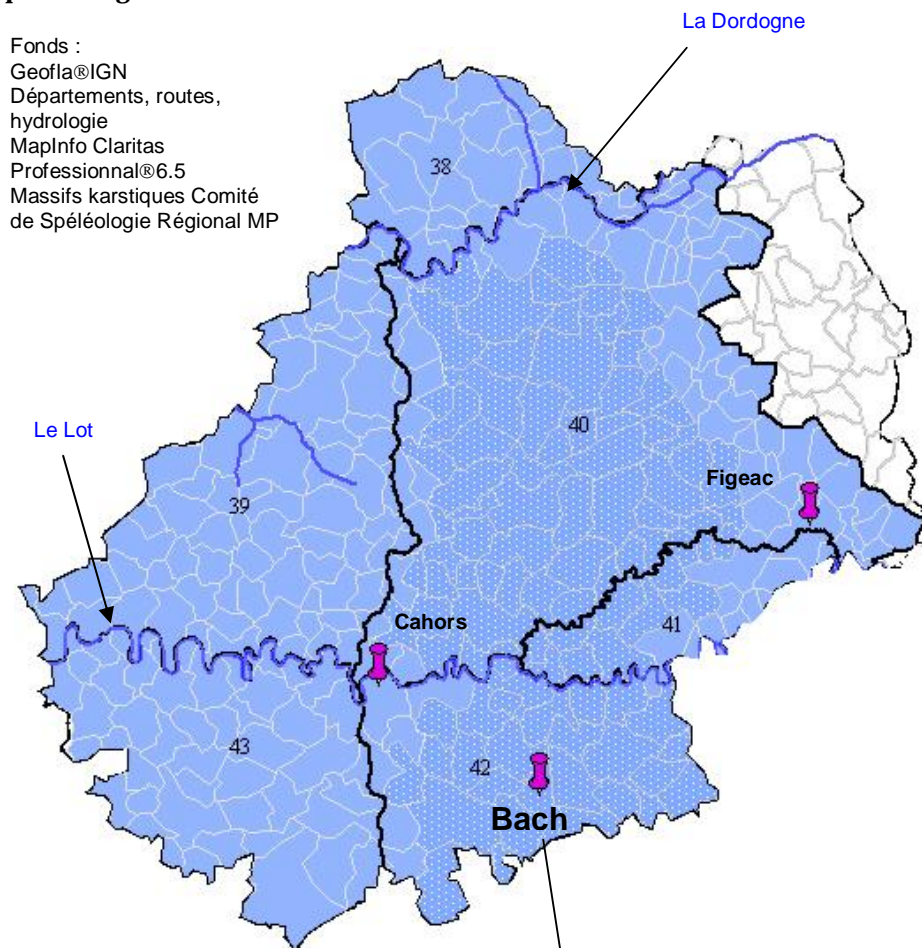 La Dordogne
Fonds :
Geofla®IGN
Départements, routes,
hydrologie
MapInfo Claritas
Professionnal®6.5
Massifs karstiques Comité
de Spéléologie Régional MP
38
40
Le Lot
Figeac
39
Cahors
41
43
42
Bach